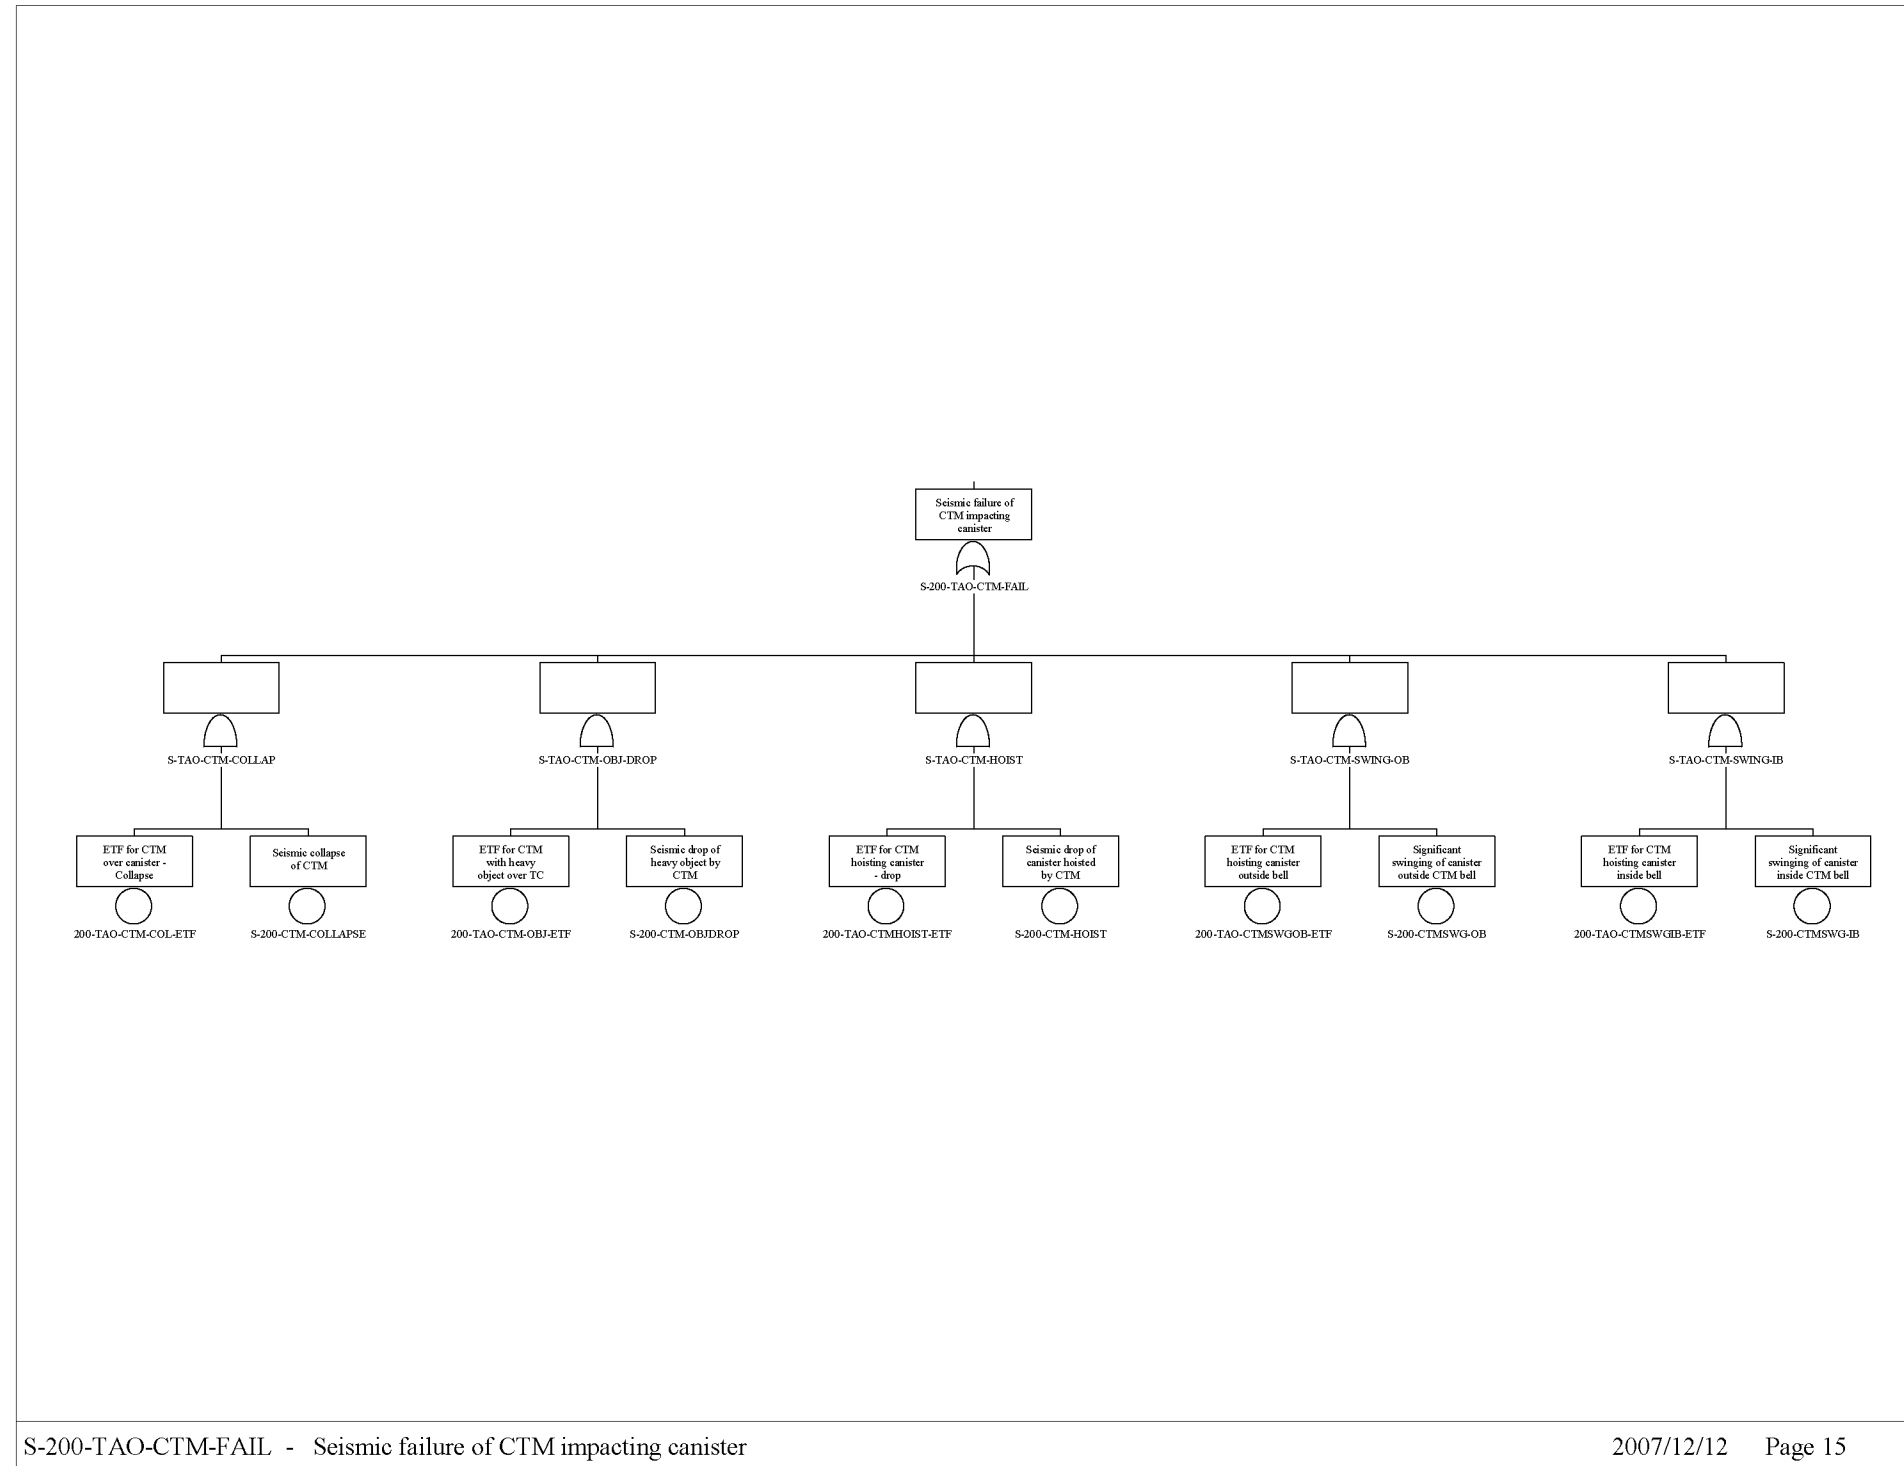 Seismic failure of
CTM impacting
canister
S-200-TAO-CTM-FAIL
S-TAO-CTM-COLLAP
S-TAO-CTM-OBJ-DROP
S-TAO-CTM-HOIST
S-TAO-CTM-SWING-OB
S-TAO-CTM-SWING-IB
ETF for CTM
over canister -
Collapse
200-TAO-CTM-COL-ETF
Seismic collapse
of CTM
S-200-CTM-COLLAPSE
ETF for CTM
with heavy
object over TC
200-TAO-CTM-OBJ-ETF
Seismic drop of
heavy object by
CTM
S-200-CTM-OBJDROP
ETF for CTM
hoisting canister
- drop
200-TAO-CTMHOIST-ETF
Seismic drop of
canister hoisted
by CTM
S-200-CTM-HOIST
ETF for CTM
hoisting canister
outside bell
200-TAO-CTMSWGOB-ETF
Significant
swinging of canister
outside CTM bell
S-200-CTMSWG-OB
ETF for CTM
hoisting canister
inside bell
200-TAO-CTMSWGIB-ETF
Significant
swinging of canister
inside CTM bell
S-200-CTMSWG-IB
S-200-TAO-CTM-FAIL - Seismic failure of CTM impacting canister
2007/12/12 Page 15